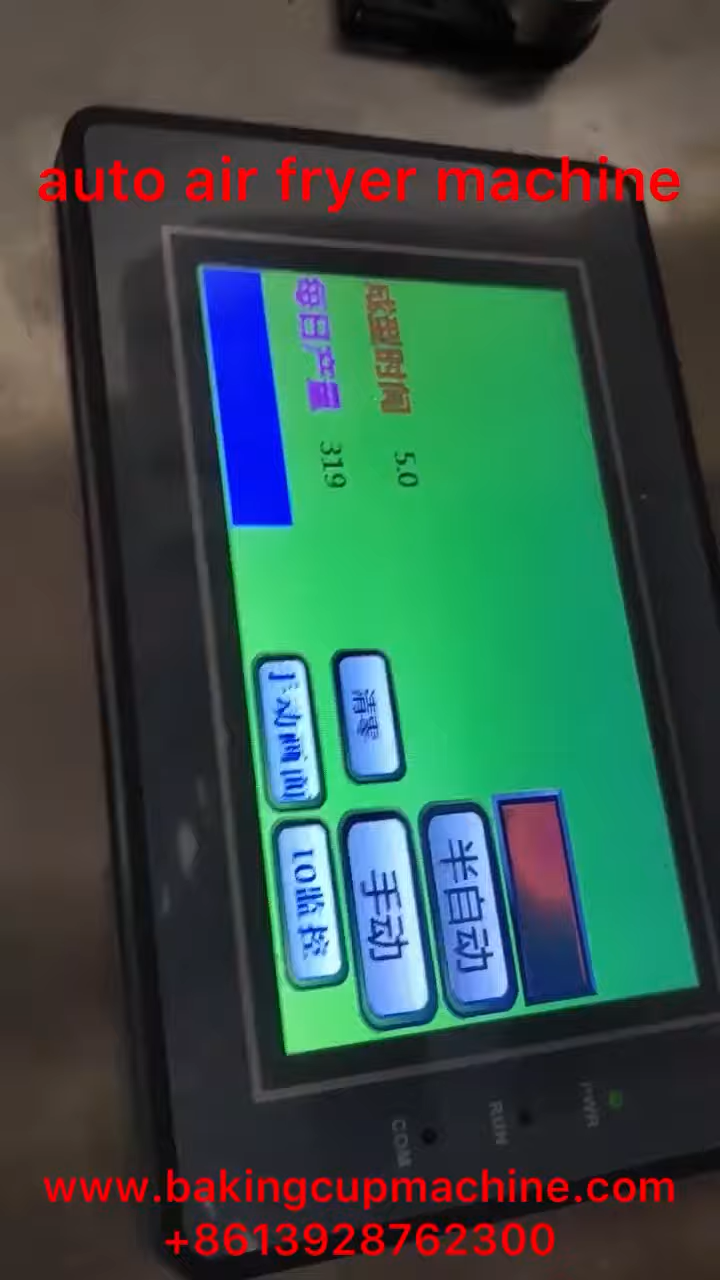 auto air fryer machine
成型时间 5.0
每日产量 319
半自动
清零
手动
手动画面
IO监控
PWR
RUN
COM
www.bakingcupmachine.com
+8613928762300